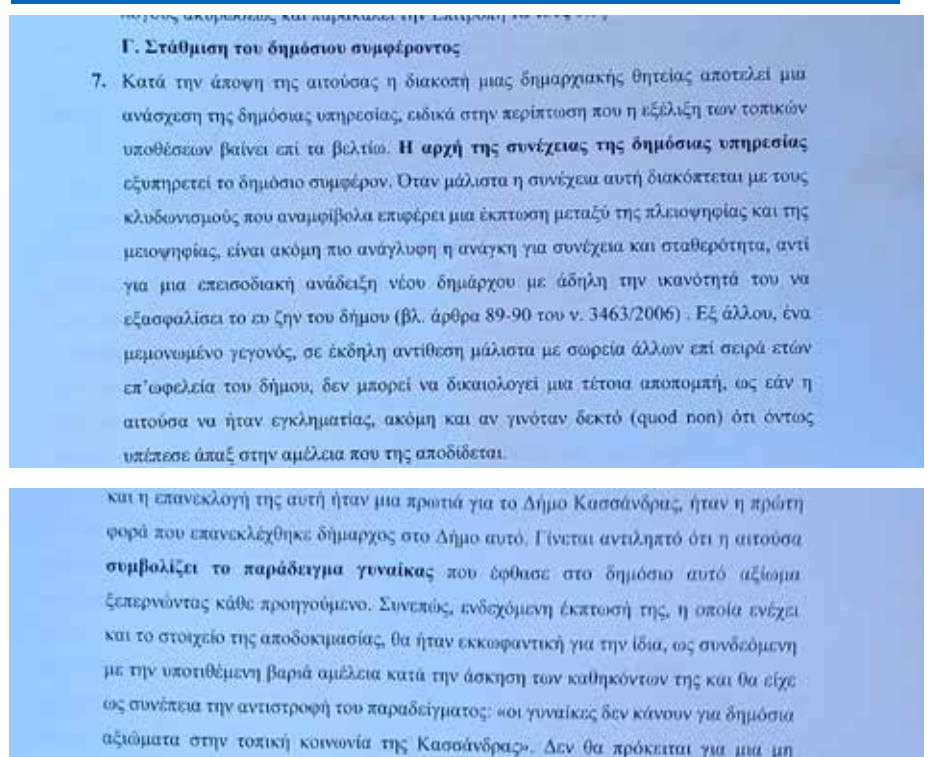 λόγους ακυρώσεως και παρακαλεί την Επιτροπή να τους
Γ. Στάθμιση του δημόσιου συμφέροντος
7. Κατά την άποψη της αιτούσας η διακοπή μιας δημαρχιακής θητείας αποτελεί μια
ανάσχεση της δημόσιας υπηρεσίας, ειδικά στην περίπτωση που η εξέλιξη των τοπικών
υποθέσεων βαίνει επί τα βελτίω. Η αρχή της συνέχειας της δημόσιας υπηρεσίας
εξυπηρετεί το δημόσιο συμφέρον. Όταν μάλιστα η συνέχεια αυτή διακόπτεται με τους
κλυδωνισμούς που αναμφίβολα επιφέρει μια έκπτωση μεταξύ της πλειοψηφίας και της
μειοψηφίας, είναι ακόμη πιο ανάγλυφη η ανάγκη για συνέχεια και σταθερότητα, αντί
για μια επεισοδιακή ανάδειξη νέου δημάρχου με άδηλη την ικανότητά του να
εξασφαλίσει το ευ ζην του δήμου (βλ. άρθρα 89-90 του ν. 3463/2006) . Εξ άλλου, ένα
μεμονωμένο γεγονός, σε έκδηλη αντίθεση μάλιστα με σωρεία άλλων επί σειρά ετών
επ'ωφελεία του δήμου, δεν μπορεί να δικαιολογεί μια τέτοια αποπομπή, ως εάν η
αιτούσα να ήταν εγκληματίας, ακόμη και αν γινόταν δεκτό (quod non) ότι όντως
υπέπεσε άπαξ στην αμέλεια που της αποδίδεται.
και η επανεκλογή της αυτή ήταν μια πρωτιά για το Δήμο Κασσάνδρας, ήταν η πρώτη
φορά που επανεκλέχθηκε δήμαρχος στο Δήμο αυτό. Γίνεται αντιληπτό ότι η αιτούσα
συμβολίζει το παράδειγμα γυναίκας που έφθασε στο δημόσιο αυτό αξίωμα
ξεπερνώντας κάθε προηγούμενο. Συνεπώς, ενδεχόμενη έκπτωσή της, η οποία ενέχει
και το στοιχείο της αποδοκιμασίας, θα ήταν εκκωφαντική για την ίδια, ως συνδεόμενη
με την υποτιθέμενη βαριά αμέλεια κατά την άσκηση των καθηκόντων της και θα είχε
ως συνέπεια την αντιστροφή του παραδείγματος: «οι γυναίκες δεν κάνουν για δημόσια
αξιώματα στην τοπική κοινωνία της Κασσάνδρας». Δεν θα πρόκειται για μια μη